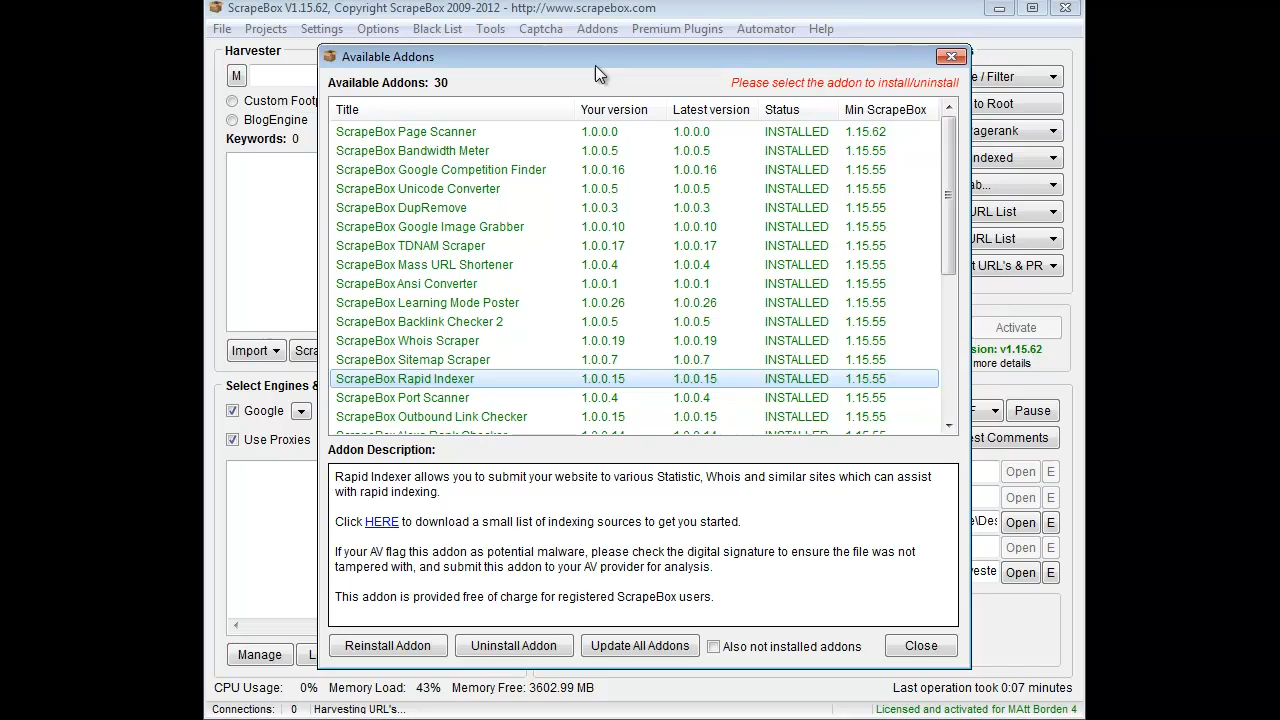 ScrapeBox V1.15.62, Copyright ScrapeBox 2009-2012 - http://www.scrapebox.com
File Projects Settings Options Black List Tools Captcha Addons Premium Plugins Automator Help
Harvester
M
Custom
BlogEngine
Keywords: 0
Import
Select Engines &
Google
Use Proxies
Manage
Available Addons
Available Addons: 30 Please select the addon to install/uninstall
Title Your version Latest version Status Min ScrapeBox
ScrapeBox Page Scanner 1.0.0.0 1.0.0.0 INSTALLED 1.15.62
ScrapeBox Bandwidth Meter 1.0.0.5 1.0.0.5 INSTALLED 1.15.55
ScrapeBox Google Competition Finder 1.0.0.16 1.0.0.16 INSTALLED 1.15.55
ScrapeBox Unicode Converter 1.0.0.5 1.0.0.5 INSTALLED 1.15.55
ScrapeBox DupRemove 1.0.0.3 1.0.0.3 INSTALLED 1.15.55
ScrapeBox Google Image Grabber 1.0.0.10 1.0.0.10 INSTALLED 1.15.55
ScrapeBox TDNAM Scraper 1.0.0.17 1.0.0.17 INSTALLED 1.15.55
ScrapeBox Mass URL Shortener 1.0.0.4 1.0.0.4 INSTALLED 1.15.55
ScrapeBox Ansi Converter 1.0.0.1 1.0.0.1 INSTALLED 1.15.55
ScrapeBox Learning Mode Poster 1.0.0.26 1.0.0.26 INSTALLED 1.15.55
ScrapeBox Backlink Checker 2 1.0.0.5 1.0.0.5 INSTALLED 1.15.55
ScrapeBox Whois Scraper 1.0.0.19 1.0.0.19 INSTALLED 1.15.55
ScrapeBox Sitemap Scraper 1.0.0.7 1.0.0.7 INSTALLED 1.15.55
ScrapeBox Rapid Indexer 1.0.0.15 1.0.0.15 INSTALLED 1.15.55
ScrapeBox Port Scanner 1.0.0.4 1.0.0.4 INSTALLED 1.15.55
ScrapeBox Outbound Link Checker 1.0.0.15 1.0.0.15 INSTALLED 1.15.55
Addon Description:
Rapid Indexer allows you to submit your website to various Statistic, Whois and similar sites which can assist
with rapid indexing.
Click HERE to download a small list of indexing sources to get you started.
If your AV flag this addon as potential malware, please check the digital signature to ensure the file was not
tampered with, and submit this addon to your AV provider for analysis.
This addon is provided free of charge for registered ScrapeBox users.
Reinstall Addon Uninstall Addon Update All Addons Also not installed addons Close
/ Filter
to Root
URL List
URL List
URL's & PR
Activate
v1.15.62
more details
Pause
Comments
Open E
Open E
Open E
Open E
Open E
CPU Usage: 0% Memory Load: 43% Memory Free: 3602.99 MB Last operation took 0:07 minutes
Connections: 0 Harvesting URL's... Licensed and activated for MAtt Borden 4